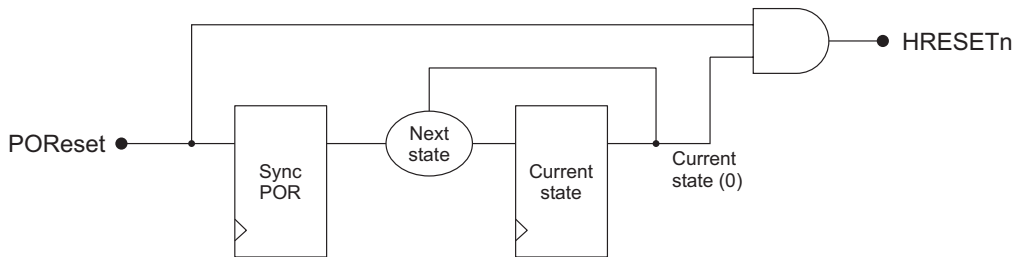 HRESETn
POReset
Sync
POR
Next
state
Current
state
Current
state (0)